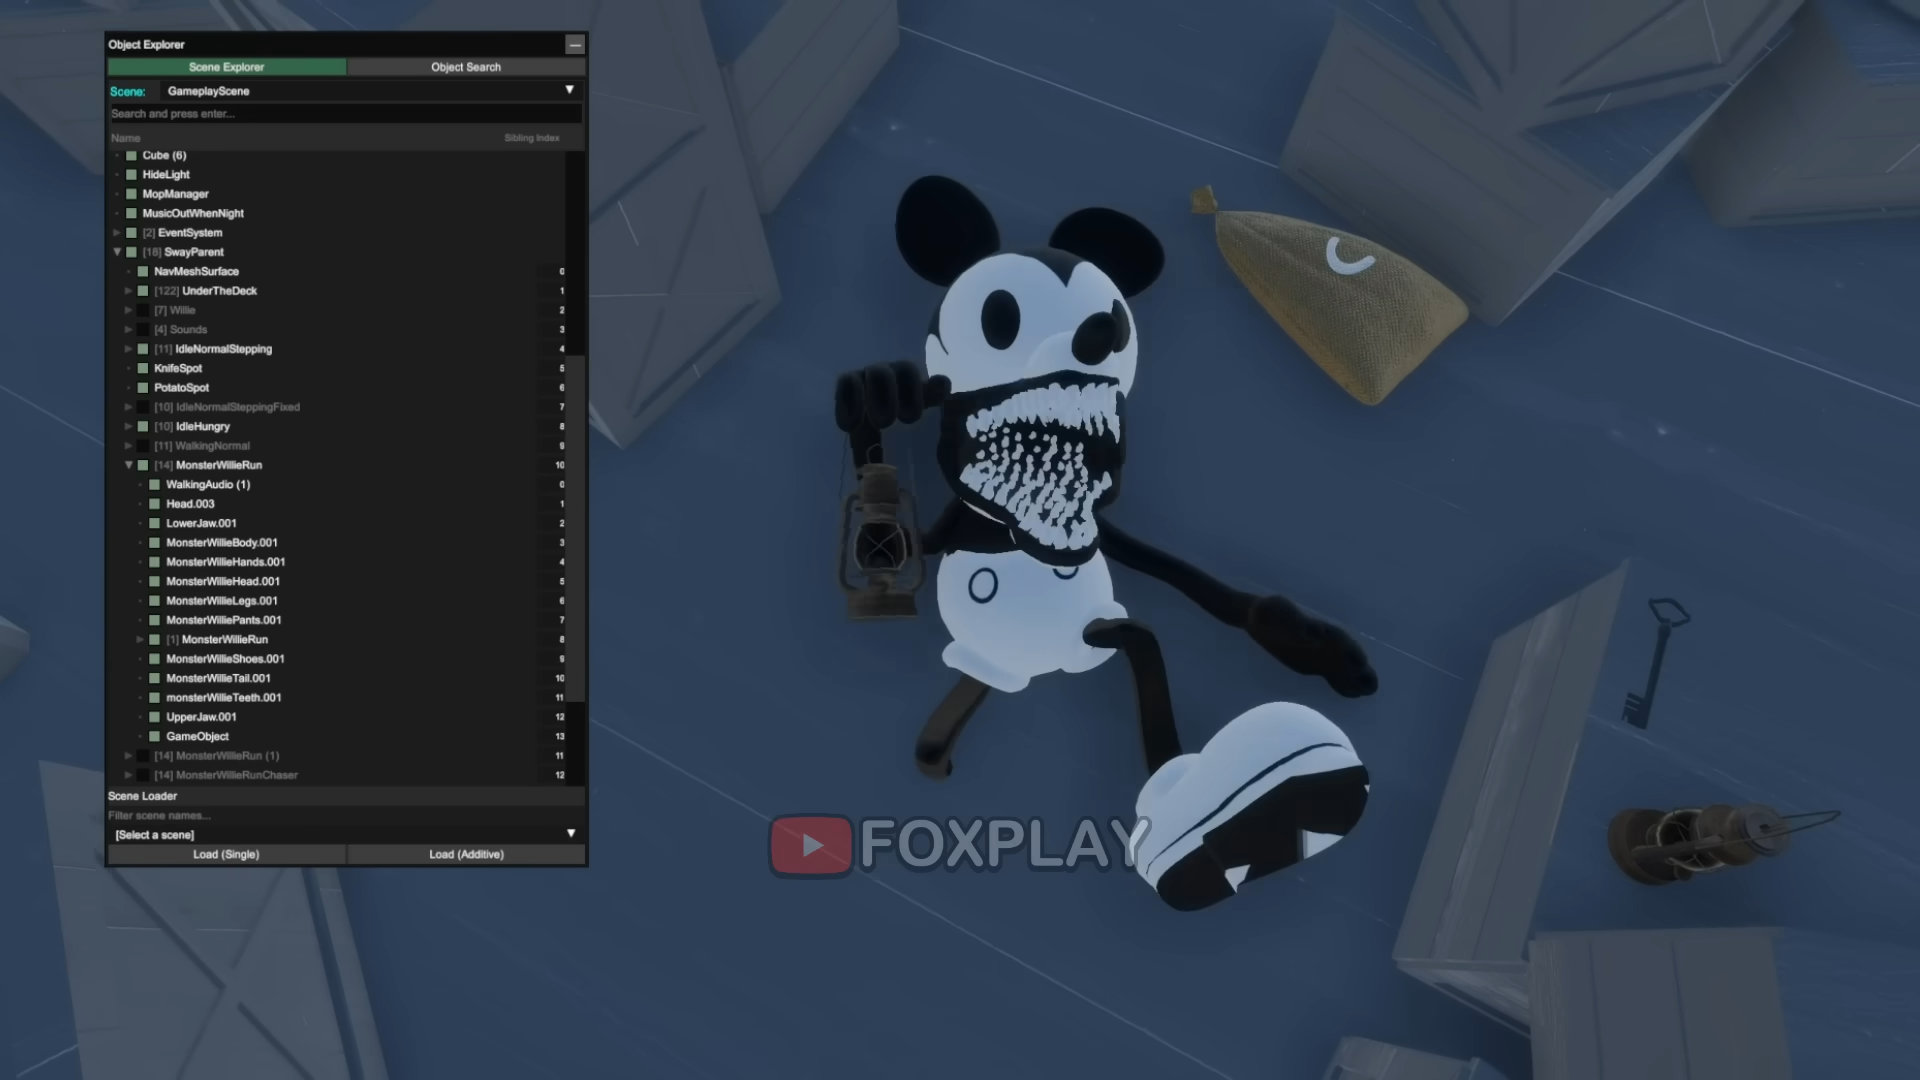 Object Explorer
Scene Explorer Object Search
Scene: GameplayScene ▼
Search and press enter...
Name Sibling Index
Cube (6)
HideLight
MopManager
MusicOutWhenNight
[2] EventSystem
[18] SwayParent
NavMeshSurface 0
[122] UnderTheDeck 1
[7] Willie 2
[4] Sounds 3
[11] IdleNormalStepping 4
KnifeSpot 5
PotatoSpot 6
[10] IdleNormalSteppingFixed 7
[10] IdleHungry 8
[11] WalkingNormal 9
[14] MonsterWillieRun 10
WalkingAudio (1) 0
Head.003 1
LowerJaw.001 2
MonsterWillieBody.001 3
MonsterWillieHands.001 4
MonsterWillieHead.001 5
MonsterWillieLegs.001 6
MonsterWilliePants.001 7
[1] MonsterWillieRun 8
MonsterWillieShoes.001 9
MonsterWillieTail.001 10
monsterWillieTeeth.001 11
UpperJaw.001 12
GameObject 13
[14] MonsterWillieRun (1) 11
[14] MonsterWillieRunChaser 12
Scene Loader
Filter scene names...
[Select a scene] ▼
Load (Single) Load (Additive)
FOXPLAY